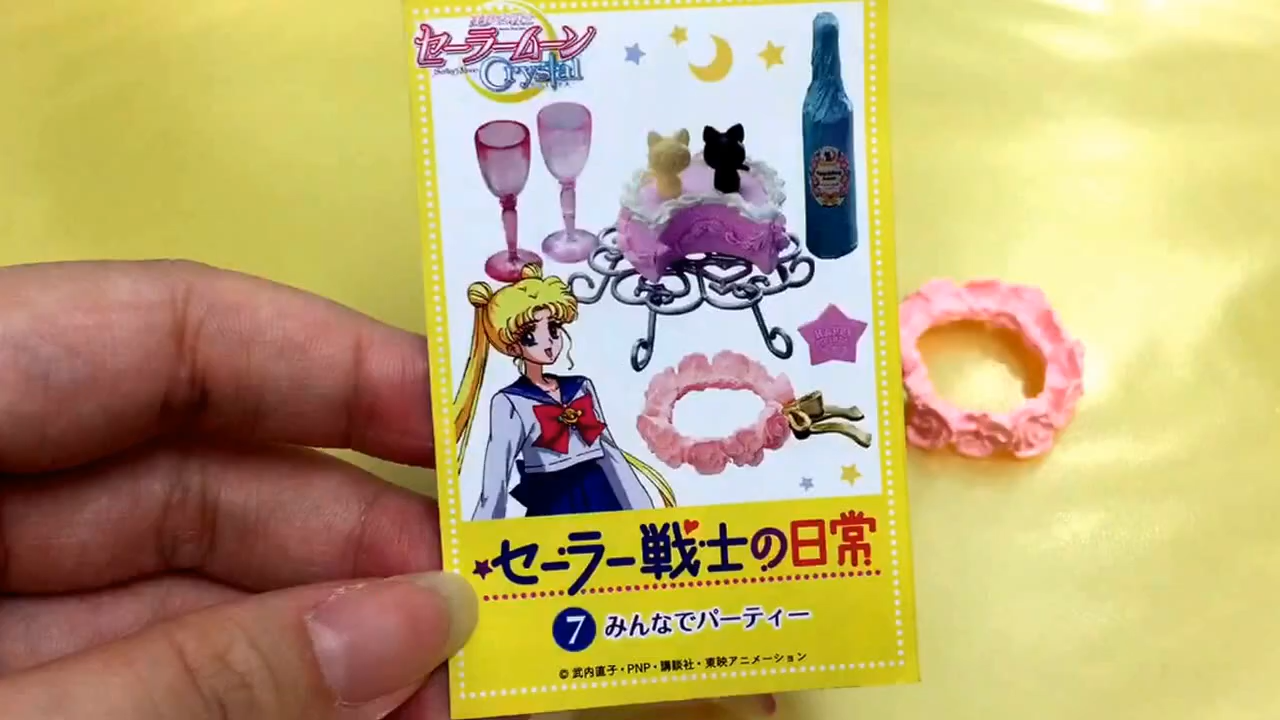 セーラームーン
Crystal
HAPPY
セーラー戦士の日常
7 みんなでパーティー
© 武内直子・PNP・講談社・東映アニメーション